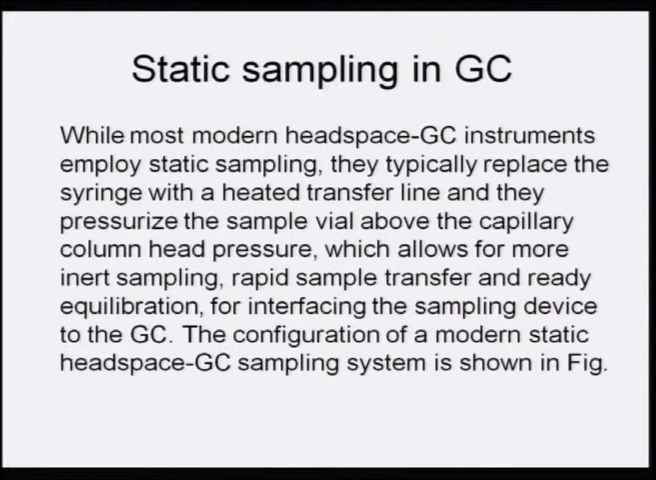 Static sampling in GC
While most modern headspace-GC instruments
employ static sampling, they typically replace the
syringe with a heated transfer line and they
pressurize the sample vial above the capillary
column head pressure, which allows for more
inert sampling, rapid sample transfer and ready
equilibration, for interfacing the sampling device
to the GC. The configuration of a modern static
headspace-GC sampling system is shown in Fig.